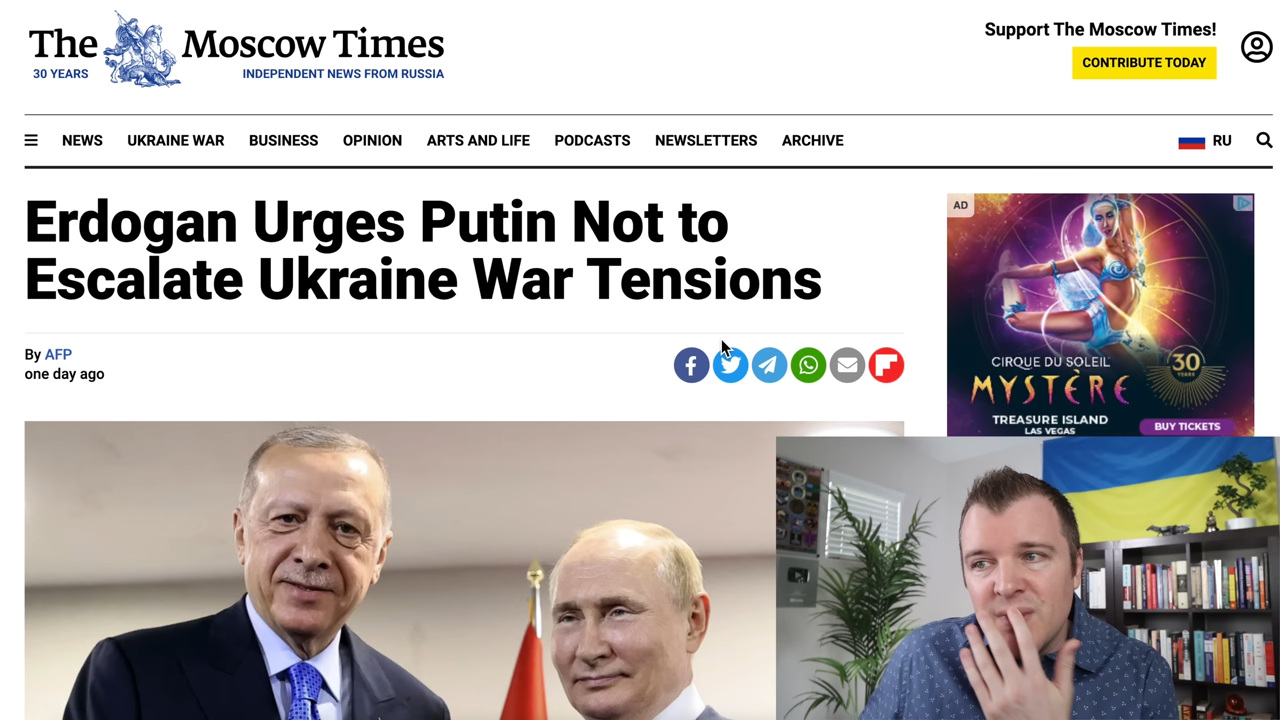 The Moscow Times
30 YEARS INDEPENDENT NEWS FROM RUSSIA
Support The Moscow Times!
CONTRIBUTE TODAY
NEWS UKRAINE WAR BUSINESS OPINION ARTS AND LIFE PODCASTS NEWSLETTERS ARCHIVE RU
Erdogan Urges Putin Not to
Escalate Ukraine War Tensions
By AFP
one day ago
AD
CIRQUE DU SOLEIL
MYSTÈRE
30
YEARS
TREASURE ISLAND
LAS VEGAS
BUY TICKETS